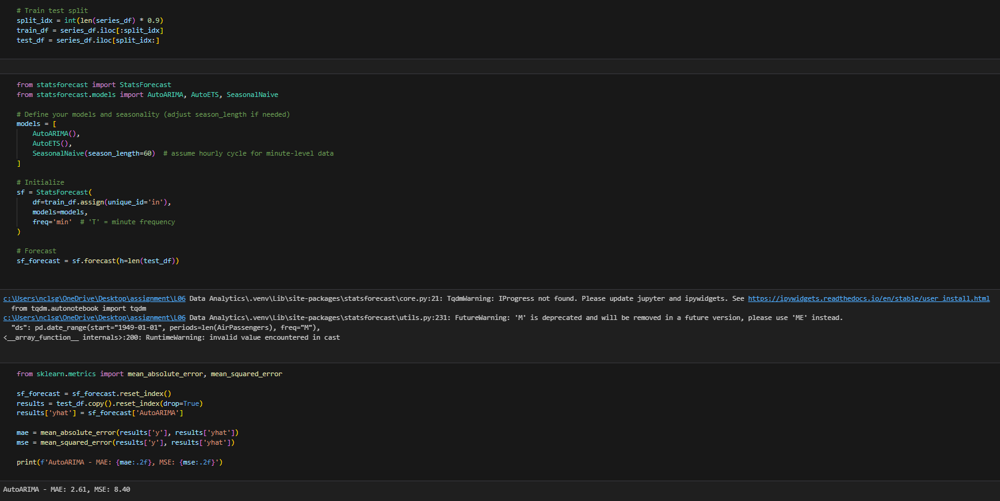 # Train test split
split_idx = int(len(series_df) * 0.9)
train_df = series_df.iloc[:split_idx]
test_df = series_df.iloc[split_idx:]
from statsforecast import StatsForecast
from statsforecast.models import AutoARIMA, AutoETS, SeasonalNaive
# Define your models and seasonality (adjust season_length if needed)
models = [
AutoARIMA(),
AutoETS(),
SeasonalNaive(season_length=60)  # assume hourly cycle for minute-level data
]
# Initialize
sf = StatsForecast(
df=train_df.assign(unique_id='in'),
models=models,
freq='min'  # 'T' = minute frequency
)
# Forecast
sf_forecast = sf.forecast(h=len(test_df))
c:\Users\nclsg\OneDrive\Desktop\assignment\L06 Data Analytics\.venv\Lib\site-packages\statsforecast\core.py:21: TqdmWarning: IProgress not found. Please update jupyter and ipywidgets. See https://ipywidgets.readthedocs.io/en/stable/user_install.html
from tqdm.autonotebook import tqdm
c:\Users\nclsg\OneDrive\Desktop\assignment\L06 Data Analytics\.venv\Lib\site-packages\statsforecast\utils.py:231: FutureWarning: 'M' is deprecated and will be removed in a future version, please use 'ME' instead.
"ds": pd.date_range(start="1949-01-01", periods=len(AirPassengers), freq="M"),
<__array_function__ internals>:200: RuntimeWarning: invalid value encountered in cast
from sklearn.metrics import mean_absolute_error, mean_squared_error
sf_forecast = sf_forecast.reset_index()
results = test_df.copy().reset_index(drop=True)
results['yhat'] = sf_forecast['AutoARIMA']
mae = mean_absolute_error(results['y'], results['yhat'])
mse = mean_squared_error(results['y'], results['yhat'])
print(f'AutoARIMA - MAE: {mae:.2f}, MSE: {mse:.2f}')
AutoARIMA - MAE: 2.61, MSE: 8.40